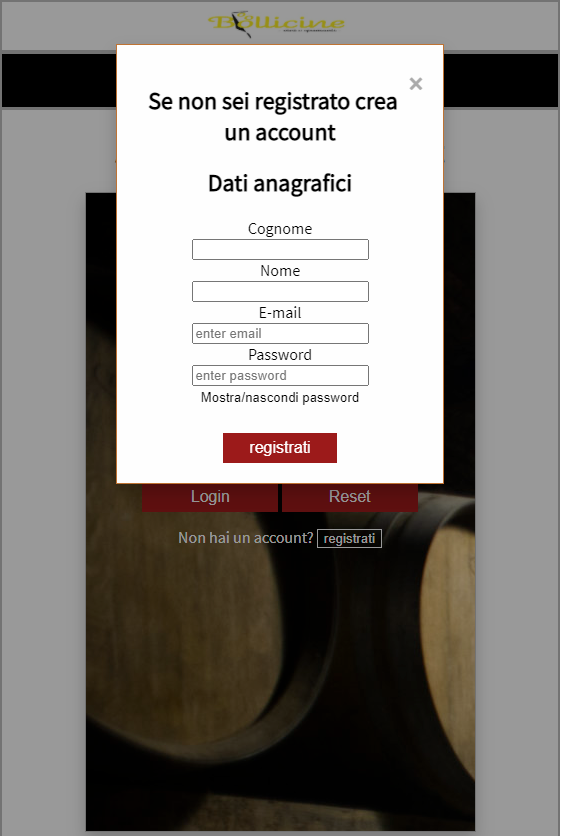 Bollicine
×
Se non sei registrato crea
un account
Dati anagrafici
Cognome
Nome
E-mail
enter email
Password
enter password
Mostra/nascondi password
registrati
Login Reset
Non hai un account? registrati